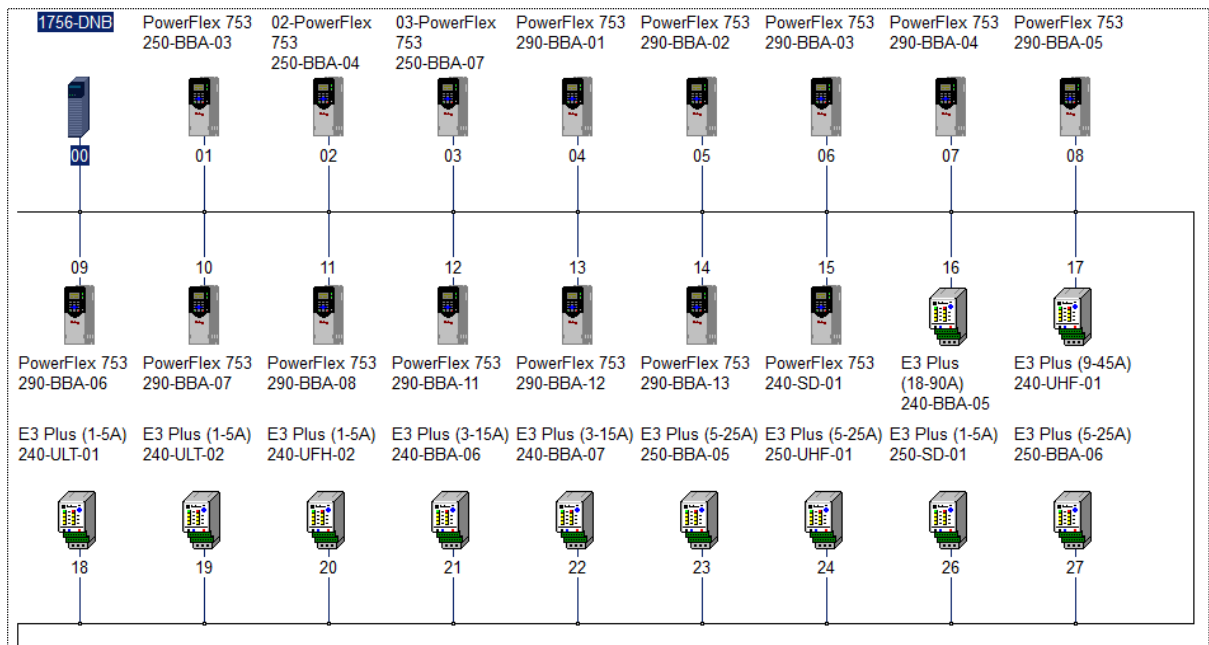 1756-DNB
PowerFlex 753
250-BBA-03
02-PowerFlex
753
250-BBA-04
03-PowerFlex
753
250-BBA-07
PowerFlex 753
290-BBA-01
PowerFlex 753
290-BBA-02
PowerFlex 753
290-BBA-03
PowerFlex 753
290-BBA-04
PowerFlex 753
290-BBA-05
00
01
02
03
04
05
06
07
08
09
10
11
12
13
14
15
16
17
PowerFlex 753
290-BBA-06
PowerFlex 753
290-BBA-07
PowerFlex 753
290-BBA-08
PowerFlex 753
290-BBA-11
PowerFlex 753
290-BBA-12
PowerFlex 753
290-BBA-13
PowerFlex 753
240-SD-01
E3 Plus
(18-90A)
240-BBA-05
E3 Plus (9-45A)
240-UHF-01
E3 Plus (1-5A)
240-ULT-01
E3 Plus (1-5A)
240-ULT-02
E3 Plus (1-5A)
240-UFH-02
E3 Plus (3-15A)
240-BBA-06
E3 Plus (3-15A)
240-BBA-07
E3 Plus (5-25A)
250-BBA-05
E3 Plus (5-25A)
250-UHF-01
E3 Plus (1-5A)
250-SD-01
E3 Plus (5-25A)
250-BBA-06
18
19
20
21
22
23
24
26
27